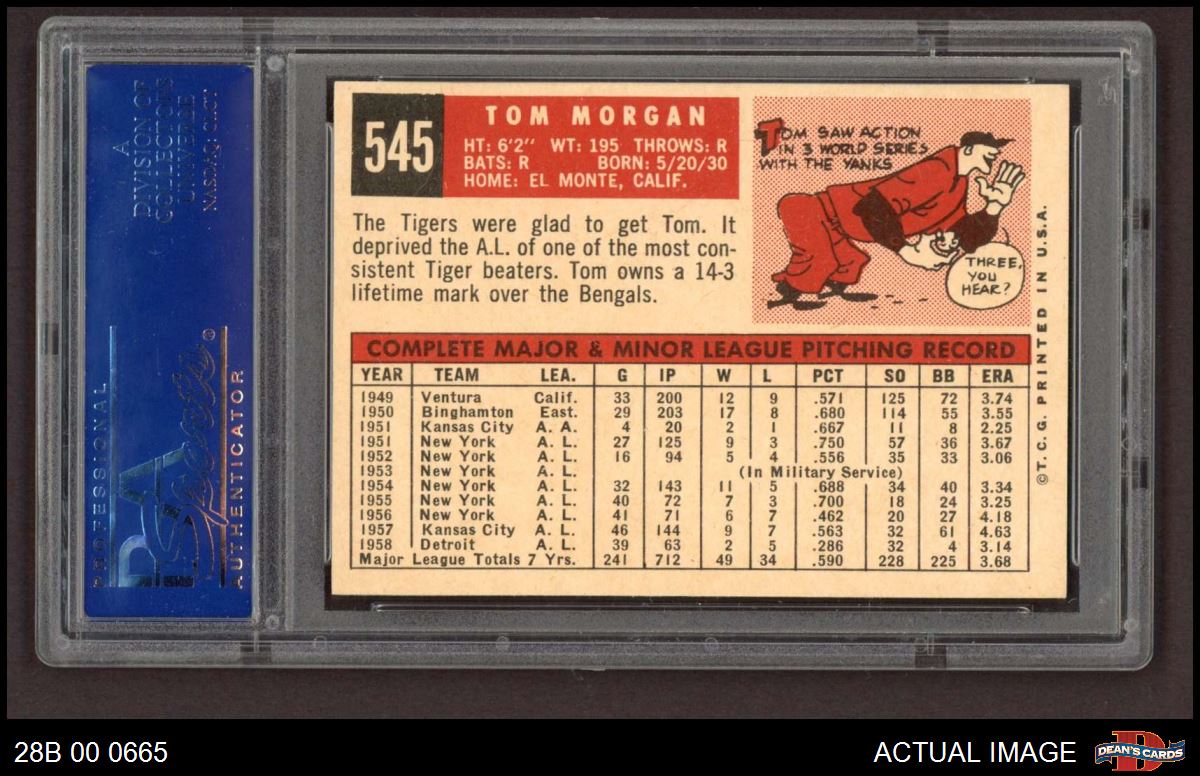 A
DIVISION OF
COLLECTORS
UNIVERSE
NASDAQ: CLCT
PROFESSIONAL
PSA
Sports®
AUTHENTICATOR
545
TOM MORGAN
HT: 6'2" WT: 195 THROWS: R
BATS: R BORN: 5/20/30
HOME: EL MONTE, CALIF.
The Tigers were glad to get Tom. It
deprived the A.L. of one of the most con-
sistent Tiger beaters. Tom owns a 14-3
lifetime mark over the Bengals.
TOM SAW ACTION
IN 3 WORLD SERIES
WITH THE YANKS
THREE,
YOU
HEAR?
COMPLETE MAJOR & MINOR LEAGUE PITCHING RECORD
YEAR TEAM LEA. G IP W L PCT SO BB ERA
1949 Ventura Calif. 33 200 12 9 .571 125 72 3.74
1950 Binghamton East. 29 203 17 8 .680 114 55 3.55
1951 Kansas City A. A. 4 20 2 1 .667 11 8 2.25
1951 New York A. L. 27 125 9 3 .750 57 36 3.67
1952 New York A. L. 16 94 5 4 .556 35 33 3.06
1953 New York A. L. (In Military Service)
1954 New York A. L. 32 143 11 5 .688 34 40 3.34
1955 New York A. L. 40 72 7 3 .700 18 24 3.25
1956 New York A. L. 41 71 6 7 .462 20 27 4.18
1957 Kansas City A. L. 46 144 9 7 .563 32 61 4.63
1958 Detroit A. L. 39 63 2 5 .286 32 4 3.14
Major League Totals 7 Yrs. 241 712 49 34 .590 228 225 3.68
©T. C. G. PRINTED IN U.S.A.
28B 00 0665
ACTUAL IMAGE
DEAN'S CARDS